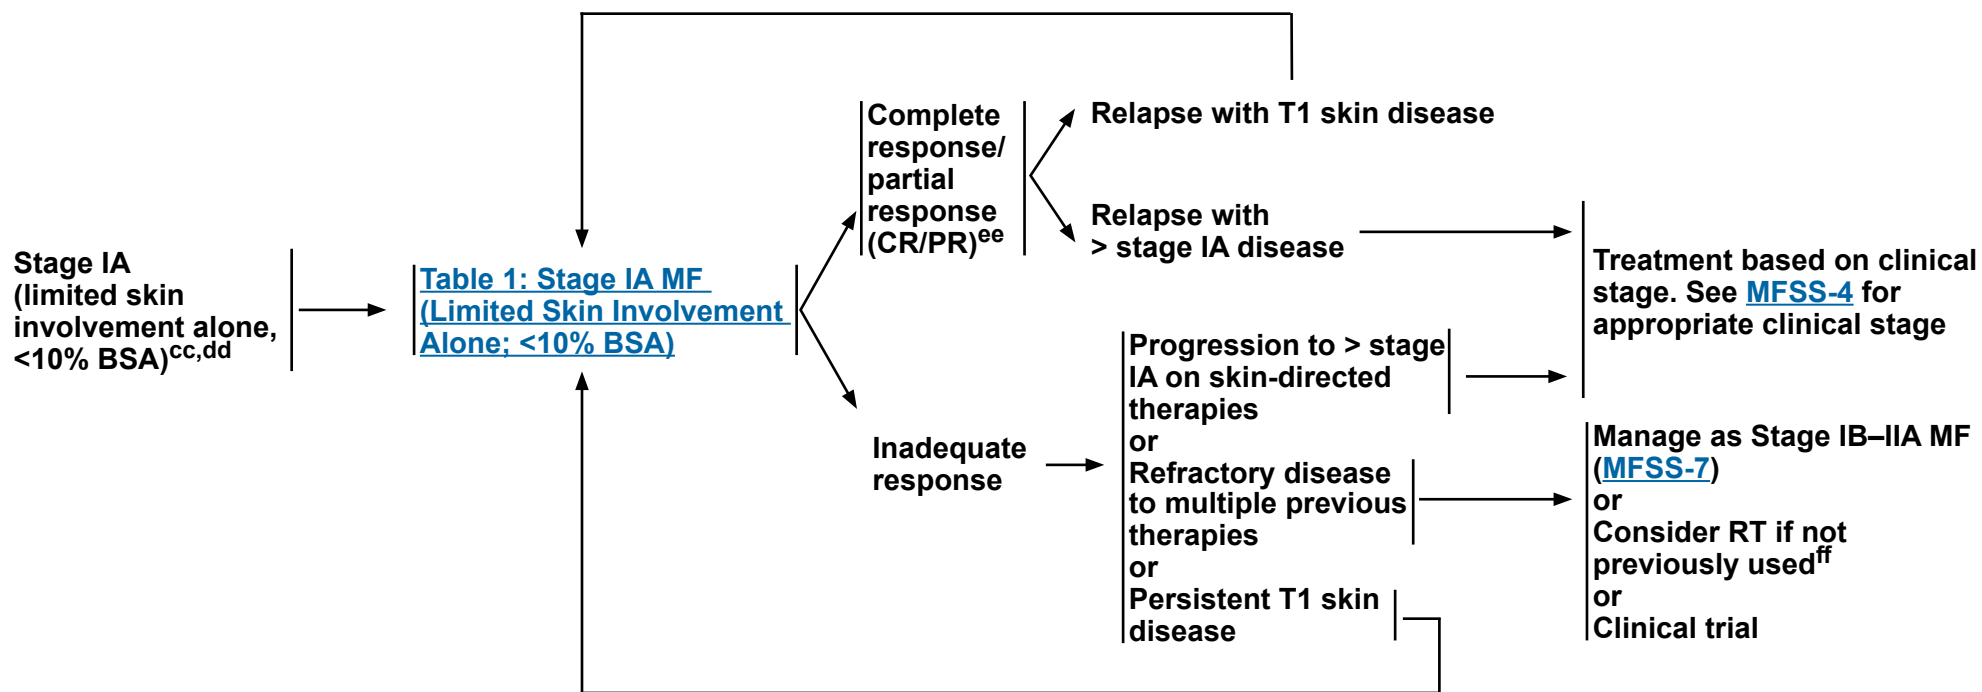 Stage IA
(limited skin
involvement alone,
<10% BSA)cc,dd
Table 1: Stage IA MF
(Limited Skin Involvement
Alone; <10% BSA)
Complete
response/
partial
response
(CR/PR)ee
Relapse with T1 skin disease
Relapse with
> stage IA disease
Treatment based on clinical
stage. See MFSS-4 for
appropriate clinical stage
Inadequate
response
Progression to > stage
IA on skin-directed
therapies
or
Refractory disease
to multiple previous
therapies
or
Persistent T1 skin
disease
Manage as Stage IB–IIA MF
(MFSS-7)
or
Consider RT if not
previously usedff
or
Clinical trial